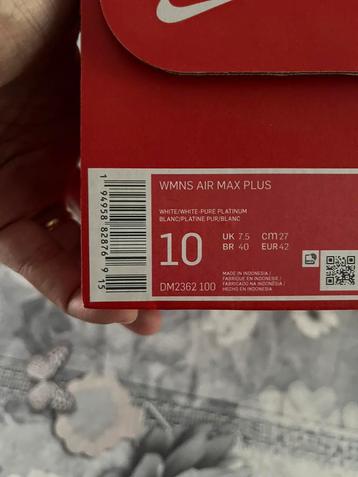 WMNS AIR MAX PLUS
WHITE/WHITE-PURE PLATINUM
BLANC/PLATINE PUR/BLANC
10
UK 7.5 cm 27
BR 40 EUR 42
MADE IN INDONESIA /
FABRIQUÉ EN INDONÉSIE /
FABRICADO NA INDONÉSIA /
HECHO EN INDONESIA
DM2362 100
1 94958 82876 9 15